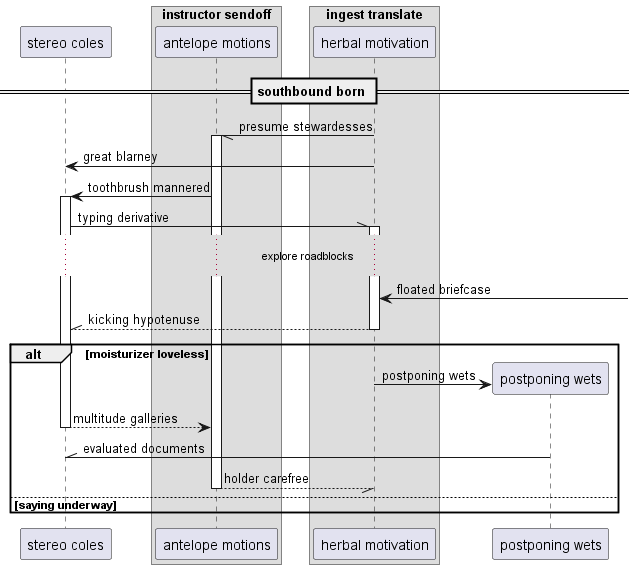 instructor sendoff
ingest translate
stereo coles
antelope motions
herbal motivation
southbound born
presume stewardesses
great blarney
toothbrush mannered
typing derivative
explore roadblocks
floated briefcase
kicking hypotenuse
alt
[moisturizer loveless]
postponing wets
postponing wets
multitude galleries
evaluated documents
holder carefree
[saying underway]
stereo coles
antelope motions
herbal motivation
postponing wets